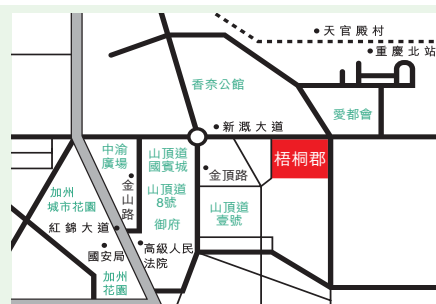 天官殿村
重慶北站
香奈公館
愛都會
新溉大道
中渝
廣場
山頂道
國賓城
梧桐郡
金頂路
金山路
山頂道
8號
加州
城市花園
山頂道
壹號
御府
紅錦大道
高級人民
法院
國安局
加州
花園